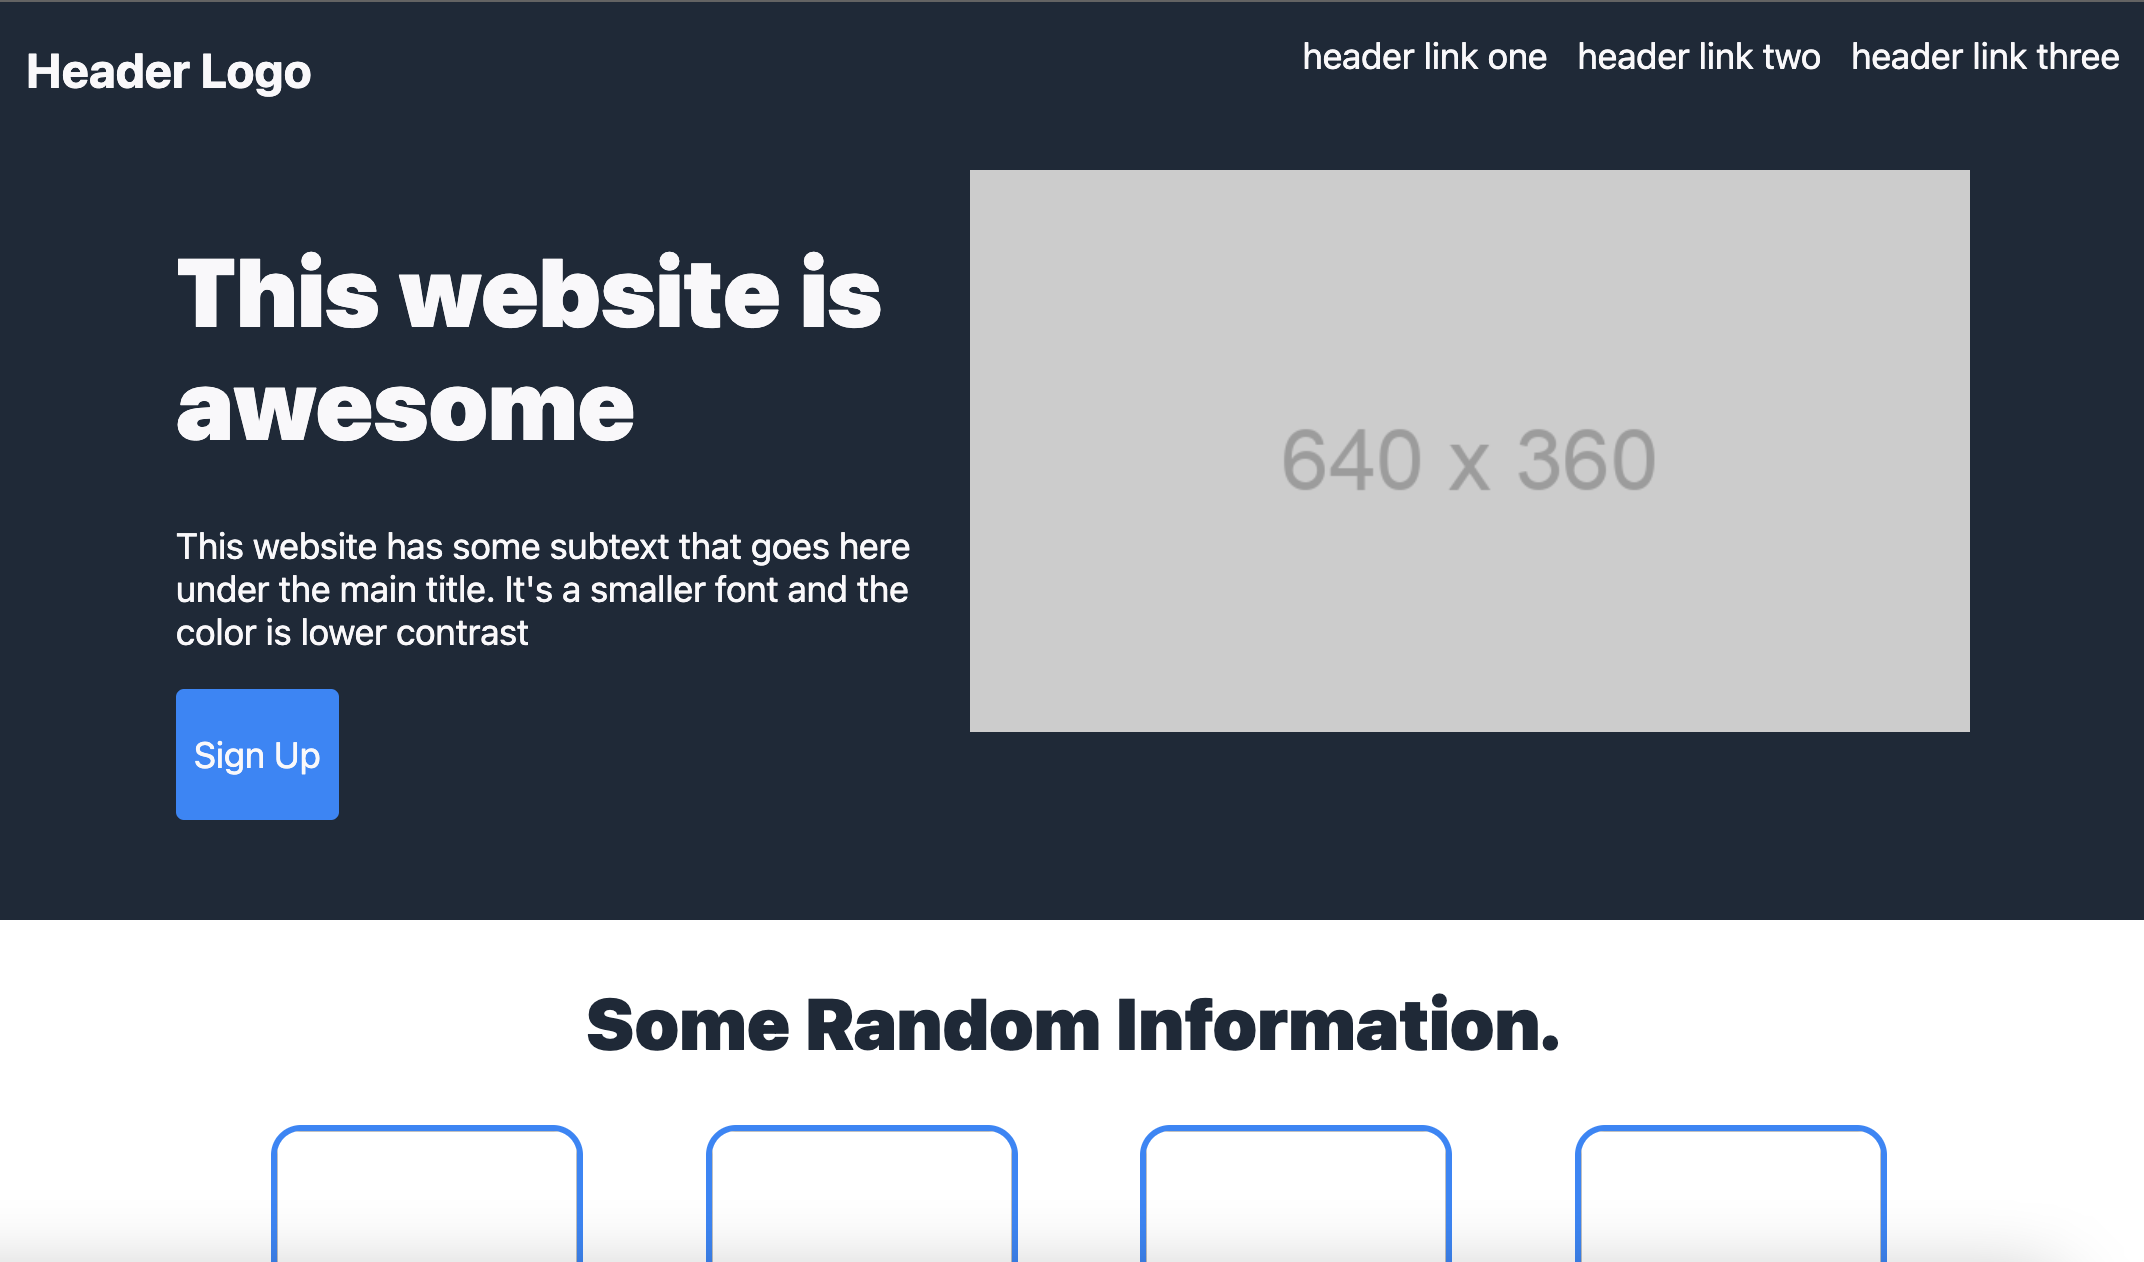 Header Logo
header link one header link two header link three
This website is
awesome
This website has some subtext that goes here
under the main title. It's a smaller font and the
color is lower contrast
Sign Up
640 x 360
Some Random Information.